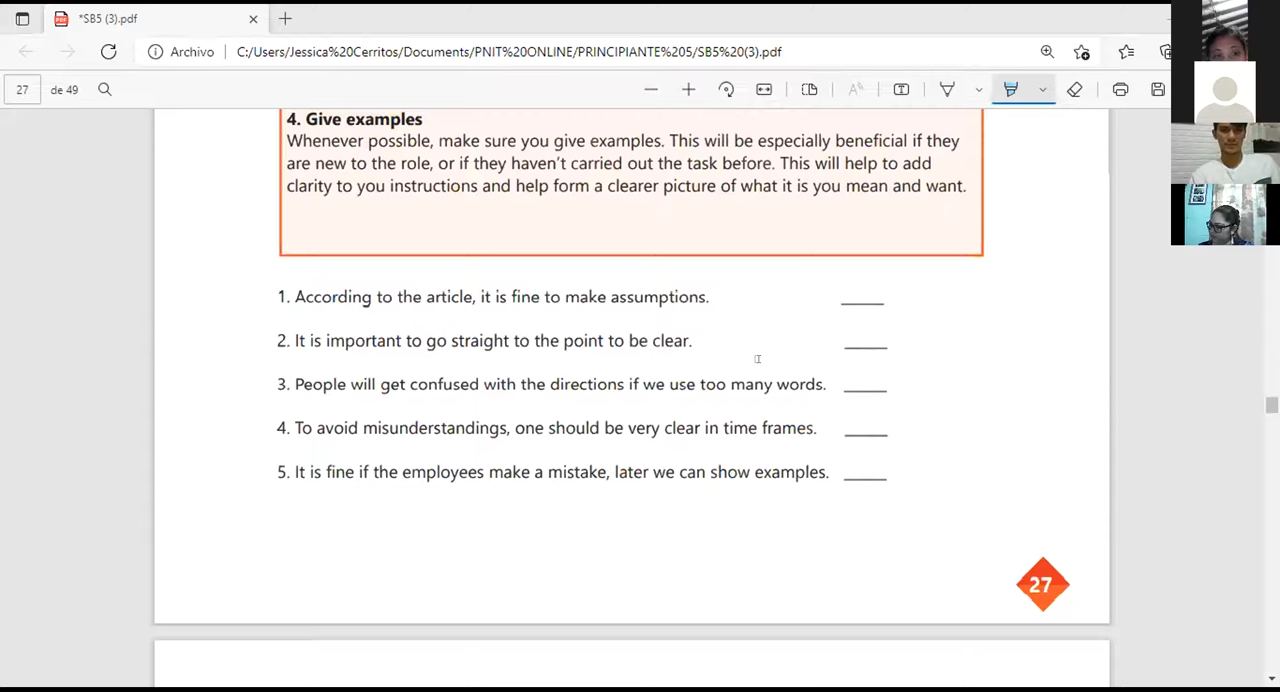 *SB5 (3).pdf
Archivo
C:/Users/Jessica%20Cerritos/Documents/PNIT%20ONLINE/PRINCIPIANTE%205/SB5%20(3).pdf
27
de 49
4. Give examples
Whenever possible, make sure you give examples. This will be especially beneficial if they
are new to the role, or if they haven't carried out the task before. This will help to add
clarity to you instructions and help form a clearer picture of what it is you mean and want.
1. According to the article, it is fine to make assumptions. _____
2. It is important to go straight to the point to be clear. _____
3. People will get confused with the directions if we use too many words. _____
4. To avoid misunderstandings, one should be very clear in time frames. _____
5. It is fine if the employees make a mistake, later we can show examples. _____
27